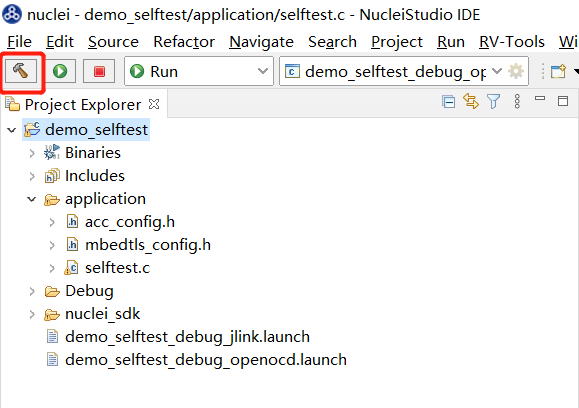 nuclei - demo_selftest/application/selftest.c - NucleiStudio IDE
File Edit Source Refactor Navigate Search Project Run RV-Tools Wi
Run demo_selftest_debug_op
Project Explorer
demo_selftest
Binaries
Includes
application
acc_config.h
mbedtls_config.h
selftest.c
Debug
nuclei_sdk
demo_selftest_debug_jlink.launch
demo_selftest_debug_openocd.launch